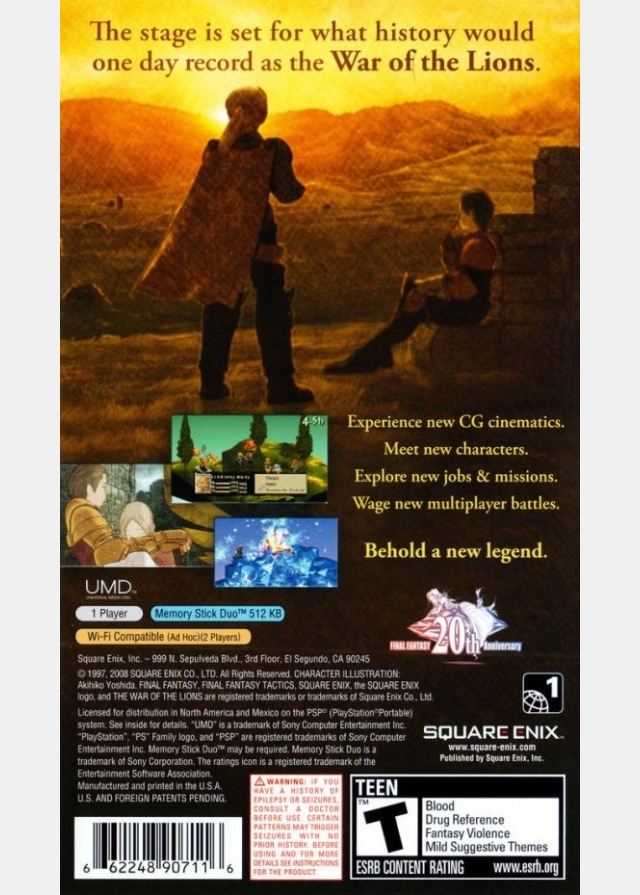 The stage is set for what history would
one day record as the War of the Lions.
4-5h
Experience new CG cinematics.
Meet new characters.
Explore new jobs & missions.
Wage new multiplayer battles.
Behold a new legend.
UMD™
1 Player
Memory Stick Duo™ 512 KB
Wi-Fi Compatible (Ad Hoc)(2 Players)
FINAL FANTASY 20th Anniversary
Square Enix, Inc. – 999 N. Sepulveda Blvd., 3rd Floor, El Segundo, CA 90245
© 1997, 2008 SQUARE ENIX CO., LTD. All Rights Reserved. CHARACTER ILLUSTRATION:
Akihiko Yoshida. FINAL FANTASY, FINAL FANTASY TACTICS, SQUARE ENIX, the SQUARE ENIX
logo, and THE WAR OF THE LIONS are registered trademarks or trademarks of Square Enix Co., Ltd.
Licensed for distribution in North America and Mexico on the PSP® (PlayStation®Portable)
system. See inside for details. "UMD" is a trademark of Sony Computer Entertainment Inc.
"PlayStation", "PS" Family logo, and "PSP" are registered trademarks of Sony Computer
Entertainment Inc. Memory Stick Duo™ may be required. Memory Stick Duo is a
trademark of Sony Corporation. The ratings icon is a registered trademark of the
Entertainment Software Association.
Manufactured and printed in the U.S.A.
U.S. AND FOREIGN PATENTS PENDING.
1
SQUARE ENIX™
www.square-enix.com
Published by Square Enix, Inc.
WARNING: IF YOU
HAVE A HISTORY OF
EPILEPSY OR SEIZURES,
CONSULT A DOCTOR
BEFORE USE. CERTAIN
PATTERNS MAY TRIGGER
SEIZURES WITH NO
PRIOR HISTORY. BEFORE
USING AND FOR MORE
DETAILS SEE INSTRUCTIONS
FOR THE PRODUCT.
TEEN
T
™
Blood
Drug Reference
Fantasy Violence
Mild Suggestive Themes
ESRB CONTENT RATING www.esrb.org
6 62248 90711 6